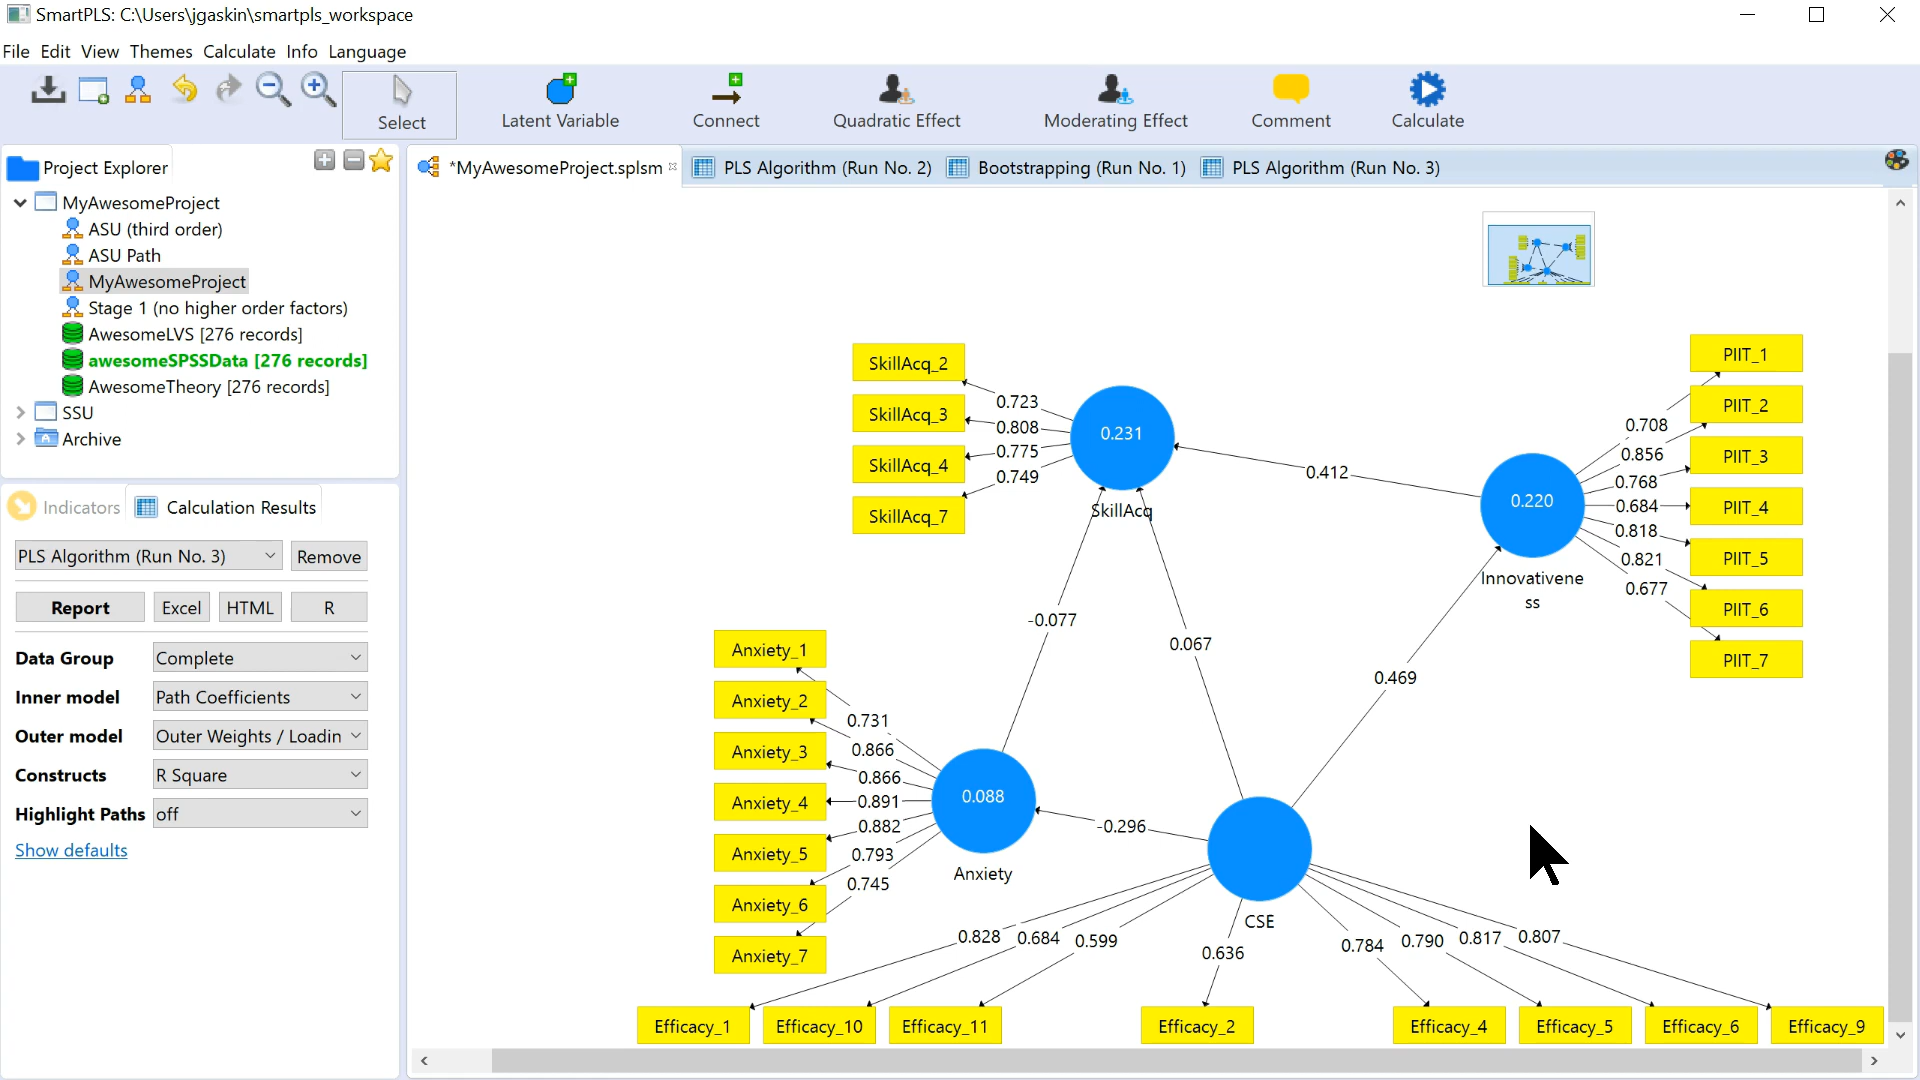 SmartPLS: C:\Users\jgaskin\smartpls_workspace
File Edit View Themes Calculate Info Language
Select
Latent Variable
Connect
Quadratic Effect
Moderating Effect
Comment
Calculate
Project Explorer
MyAwesomeProject
ASU (third order)
ASU Path
MyAwesomeProject
Stage 1 (no higher order factors)
AwesomeLVS [276 records]
awesomeSPSSData [276 records]
AwesomeTheory [276 records]
SSU
Archive
Indicators
Calculation Results
PLS Algorithm (Run No. 3)
Remove
Report
Excel
HTML
R
Data Group Complete
Inner model Path Coefficients
Outer model Outer Weights / Loadin
Constructs R Square
Highlight Paths off
Show defaults
*MyAwesomeProject.splsm
PLS Algorithm (Run No. 2)
Bootstrapping (Run No. 1)
PLS Algorithm (Run No. 3)
SkillAcq_2
SkillAcq_3
SkillAcq_4
SkillAcq_7
0.723
0.808
0.775
0.749
0.231
SkillAcq
0.412
0.220
Innovativene
ss
0.708
0.856
0.768
0.684
0.818
0.821
0.677
PIIT_1
PIIT_2
PIIT_3
PIIT_4
PIIT_5
PIIT_6
PIIT_7
-0.077
0.067
0.469
Anxiety_1
Anxiety_2
Anxiety_3
Anxiety_4
Anxiety_5
Anxiety_6
Anxiety_7
0.731
0.866
0.866
0.891
0.882
0.793
0.745
0.088
Anxiety
-0.296
CSE
0.828
0.684
0.599
0.636
0.784
0.790
0.817
0.807
Efficacy_1
Efficacy_10
Efficacy_11
Efficacy_2
Efficacy_4
Efficacy_5
Efficacy_6
Efficacy_9